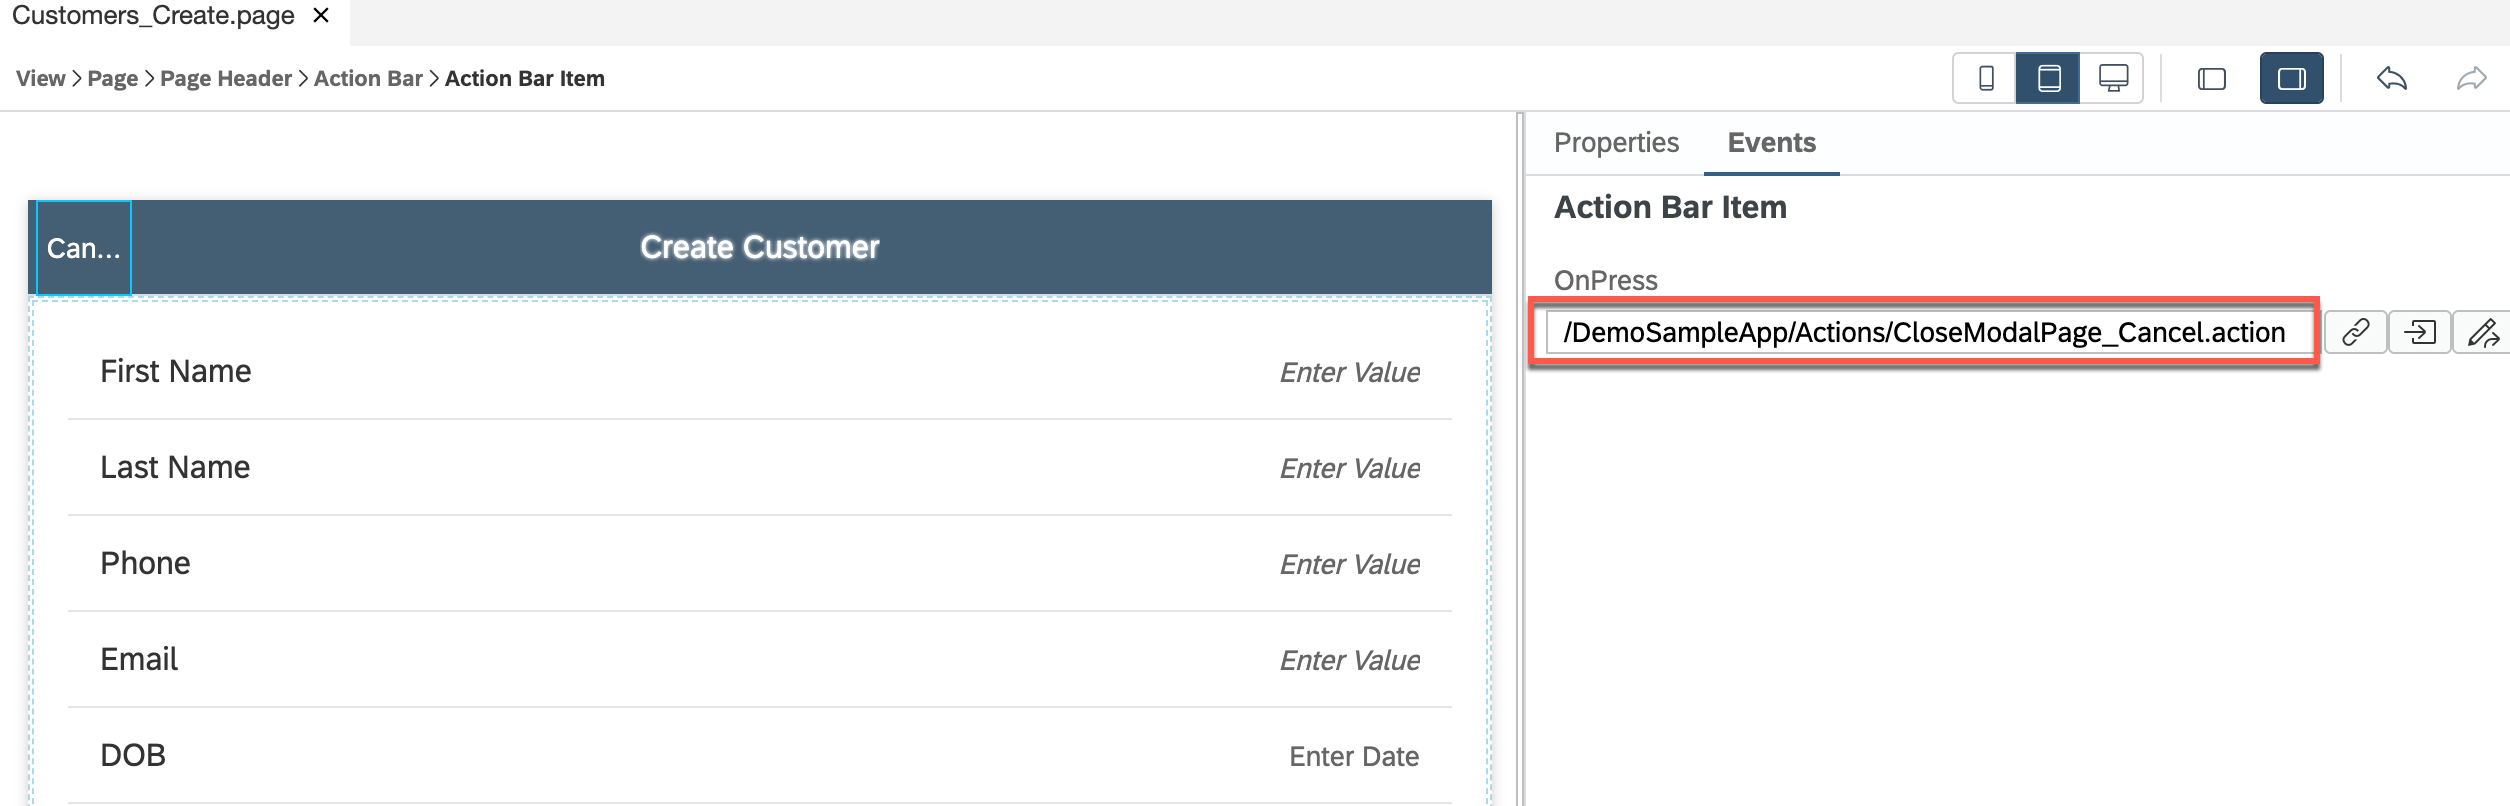 Customers_Create.page
View > Page > Page Header > Action Bar > Action Bar Item
Properties Events
Action Bar Item
OnPress
/DemoSampleApp/Actions/CloseModalPage_Cancel.action
Can... Create Customer
First Name Enter Value
Last Name Enter Value
Phone Enter Value
Email Enter Value
DOB Enter Date